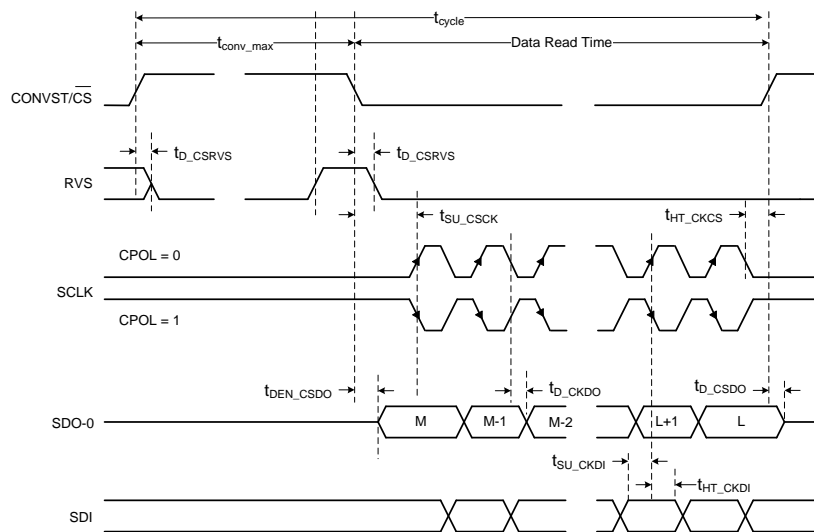 tcycle
tconv_max
Data Read Time
CONVST/CS
tD_CSRVS
tD_CSRVS
RVS
tSU_CSCK
tHT_CKCS
CPOL = 0
SCLK
CPOL = 1
tDEN_CSDO
tD_CKDO
tD_CSDO
SDO-0
M
M-1
M-2
L+1
L
tSU_CKDI
tHT_CKDI
SDI